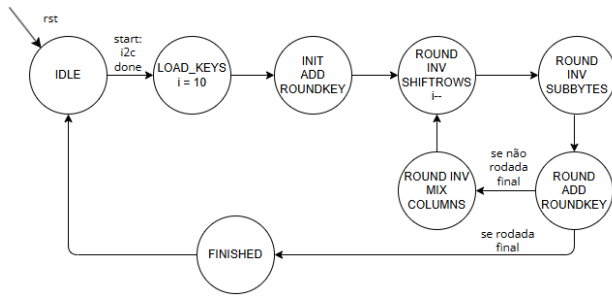 rst
start:
i2c
done
IDLE
LOAD_KEYS
i = 10
INIT
ADD
ROUNDKEY
ROUND
INV
SHIFTROWS
i--
ROUND
INV
SUBBYTES
se não
rodada
final
ROUND INV
MIX
COLUMNS
ROUND
ADD
ROUNDKEY
se rodada
final
FINISHED